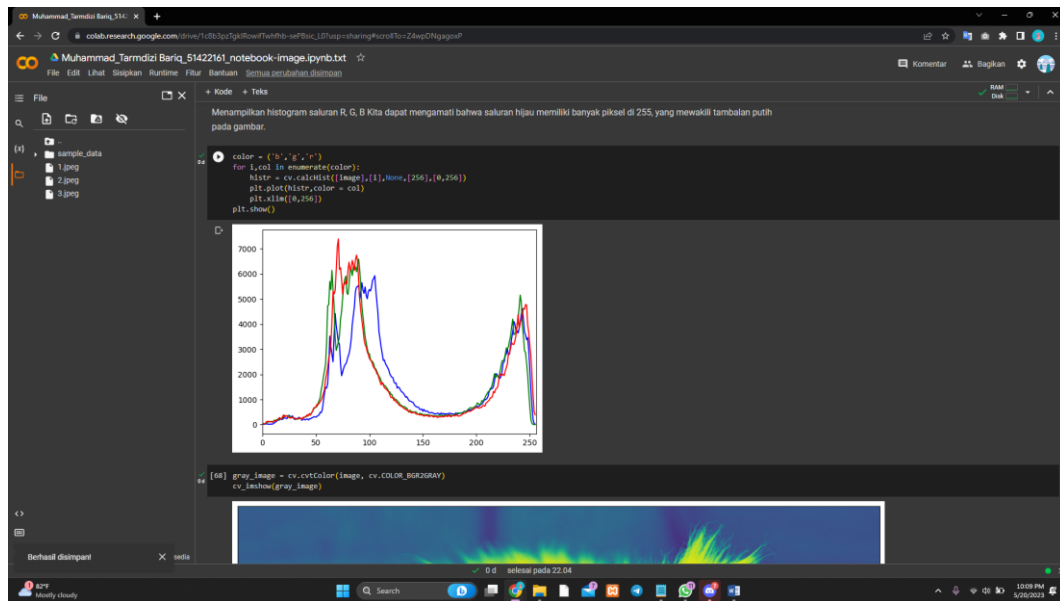 Muhammad_Tarmdizi Bariq_514
colab.research.google.com/drive/1c8b3pzTgklRowifTwhfhb-sePBsic_L0?usp=sharing#scrollTo=Z4wpDNgagoxP
Muhammad_Tarmdizi Bariq_51422161_notebook-image.ipynb.txt
Komentar
Bagikan
File Edit Lihat Sisipkan Runtime Fitur Bantuan Semua perubahan disimpan
File
+ Kode + Teks
RAM
Disk
Menampilkan histogram saluran R, G, B Kita dapat mengamati bahwa saluran hijau memiliki banyak piksel di 255, yang mewakili tambalan putih
pada gambar.
..
sample_data
1.jpeg
2.jpeg
3.jpeg
{x}
0d
color = ('b','g','r')
for i,col in enumerate(color):
histr = cv.calcHist([image],[i],None,[256],[0,256])
plt.plot(histr,color = col)
plt.xlim([0,256])
plt.show()
7000
6000
5000
4000
3000
2000
1000
0
0 50 100 150 200 250
[68] gray_image = cv.cvtColor(image, cv.COLOR_BGR2GRAY)
0d
cv_imshow(gray_image)
Berhasil disimpan!
sedia
0 d selesai pada 22.04
82°F
Mostly cloudy
Search
10:09 PM
5/20/2023